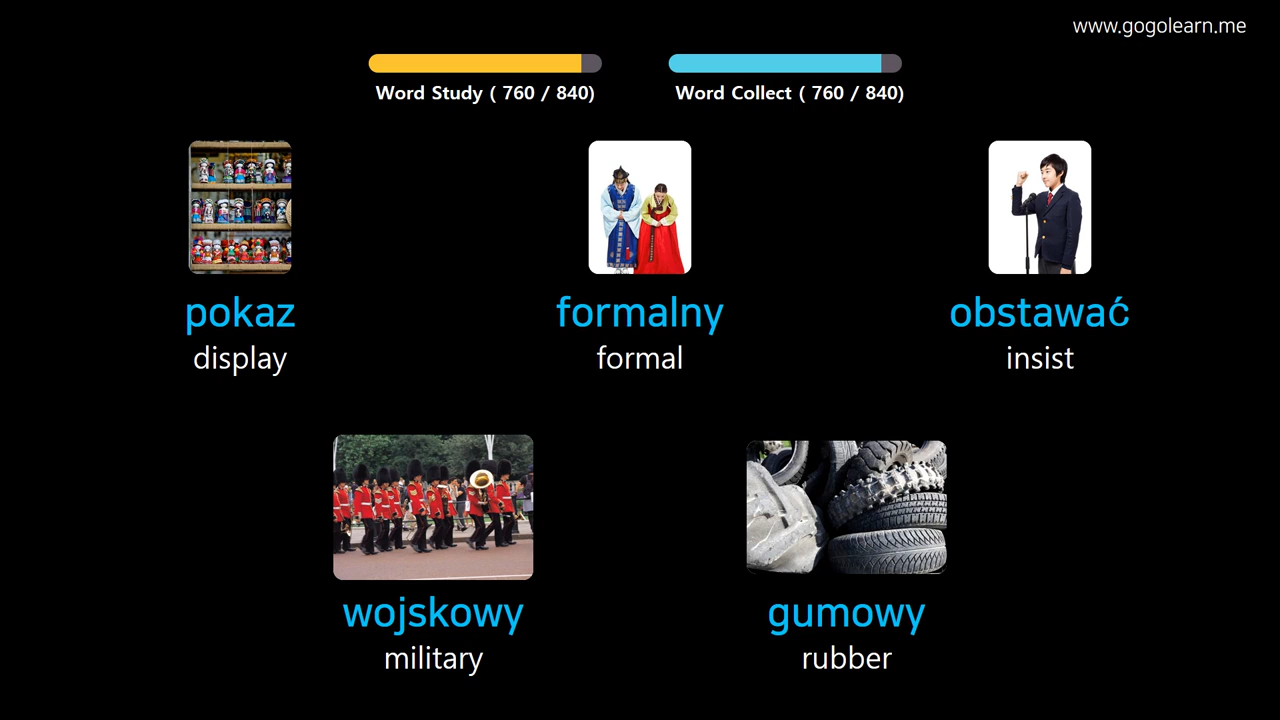 www.gogolearn.me
Word Study ( 760 / 840)
Word Collect ( 760 / 840)
pokaz
display
formalny
formal
obstawać
insist
wojskowy
military
gumowy
rubber